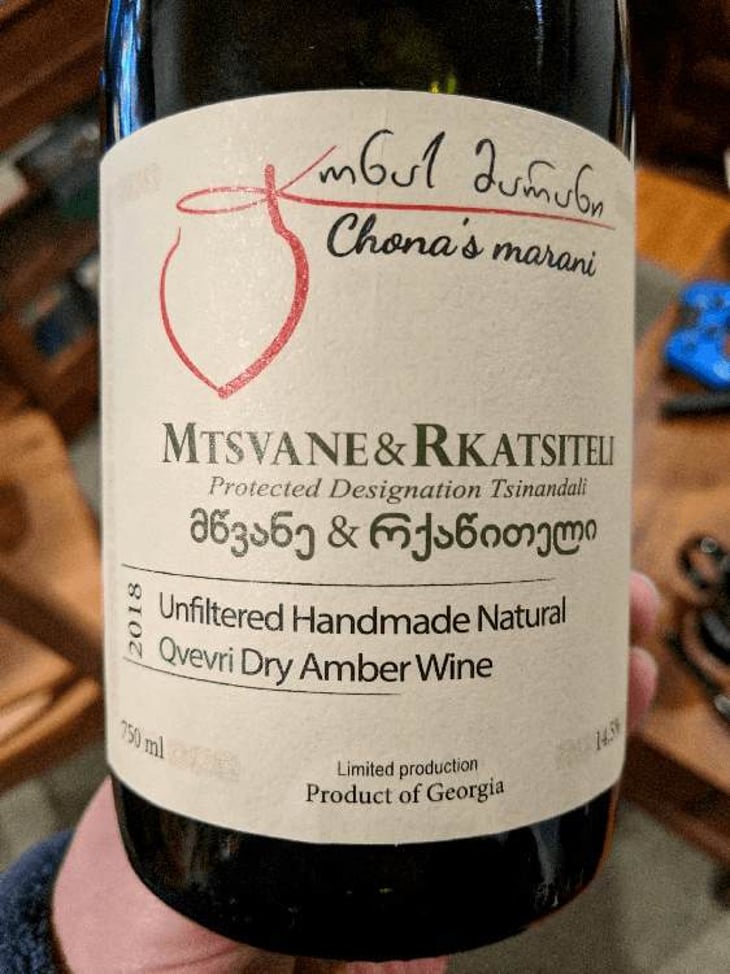 ჭონას მარანი
Chona's marani
MTSVANE & RKATSITELI
Protected Designation Tsinandali
მწვანე & რქაწითელი
2018
Unfiltered Handmade Natural
Qvevri Dry Amber Wine
750 ml
14.5%
Limited production
Product of Georgia